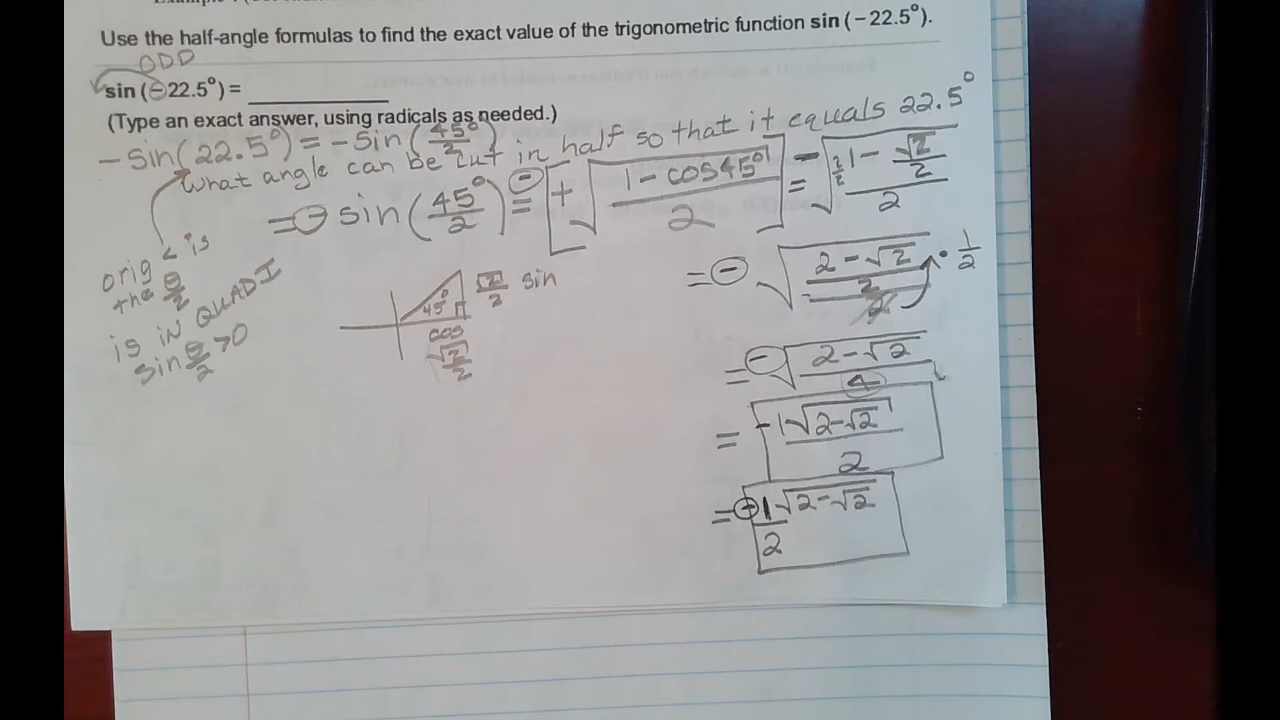 Use the half-angle formulas to find the exact value of the trigonometric function sin (−22.5°).
ODD
sin (−22.5°) = ____________
(Type an exact answer, using radicals as needed.)
−sin(22.5°) = −sin(45°/2)
What angle can be cut in half so that it equals 22.5°
= − sin(45°/2) = −[+√((1 − cos45°)/2)] = −√((2/2 1 − √2/2)/2)
orig ∠ is
the θ/2
is in QUAD I
sin θ/2 > 0
45°
√2/2 sin
cos
√2/2
= −√(((2 − √2)/2)/2 · 1/2)
= −√((2 − √2)/4)
= −1√(2 − √2)/2
= −1/2 √(2 − √2)